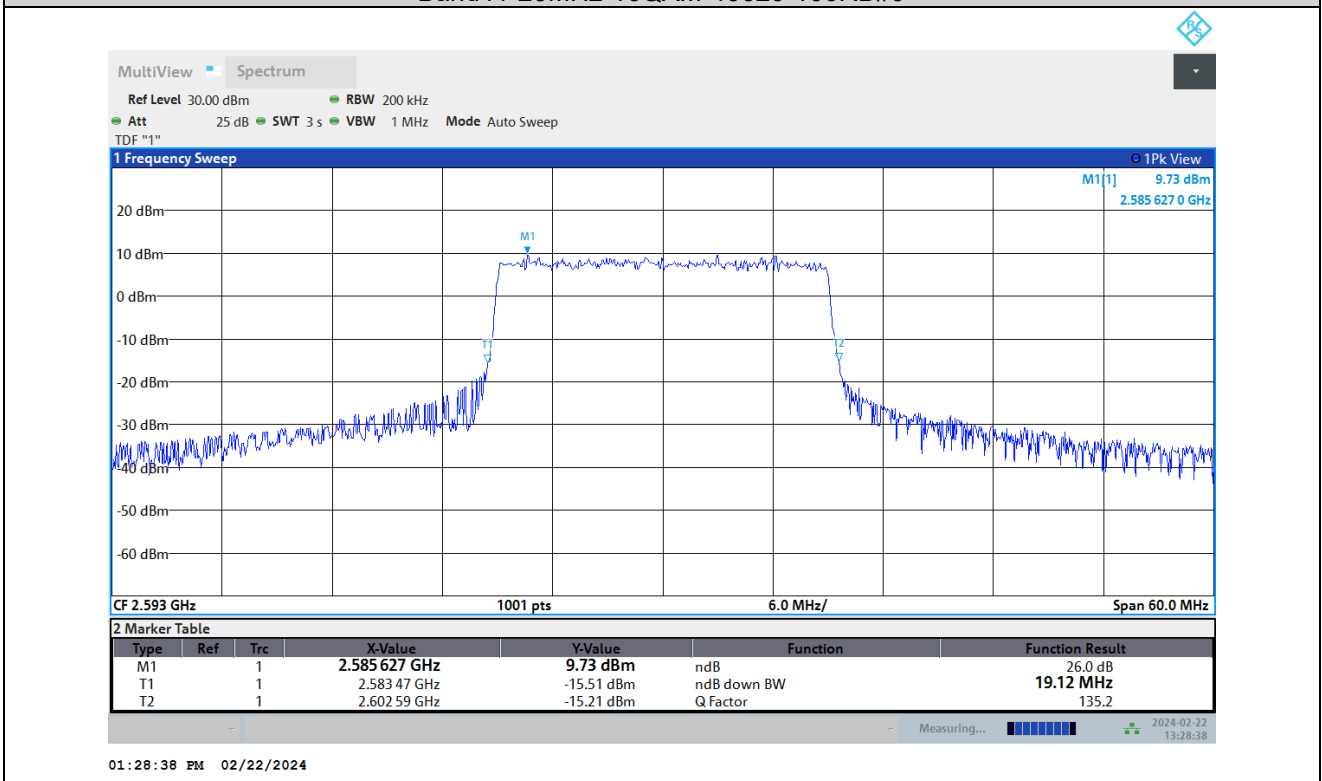 R&S
MultiView Spectrum
Ref Level 30.00 dBm RBW 200 kHz
Att 25 dB SWT 3 s VBW 1 MHz Mode Auto Sweep
TDF "1"
1 Frequency Sweep 1Pk View
M1[1] 9.73 dBm
2.585 627 0 GHz
20 dBm
M1
10 dBm
0 dBm
-10 dBm
T1 T2
-20 dBm
-30 dBm
-40 dBm
-50 dBm
-60 dBm
CF 2.593 GHz 1001 pts 6.0 MHz/ Span 60.0 MHz
2 Marker Table
Type Ref Trc X-Value Y-Value Function Function Result
M1 1 2.585 627 GHz 9.73 dBm ndB 26.0 dB
T1 1 2.583 47 GHz -15.51 dBm ndB down BW 19.12 MHz
T2 1 2.602 59 GHz -15.21 dBm Q Factor 135.2
Measuring... 2024-02-22
13:28:38
01:28:38 PM 02/22/2024